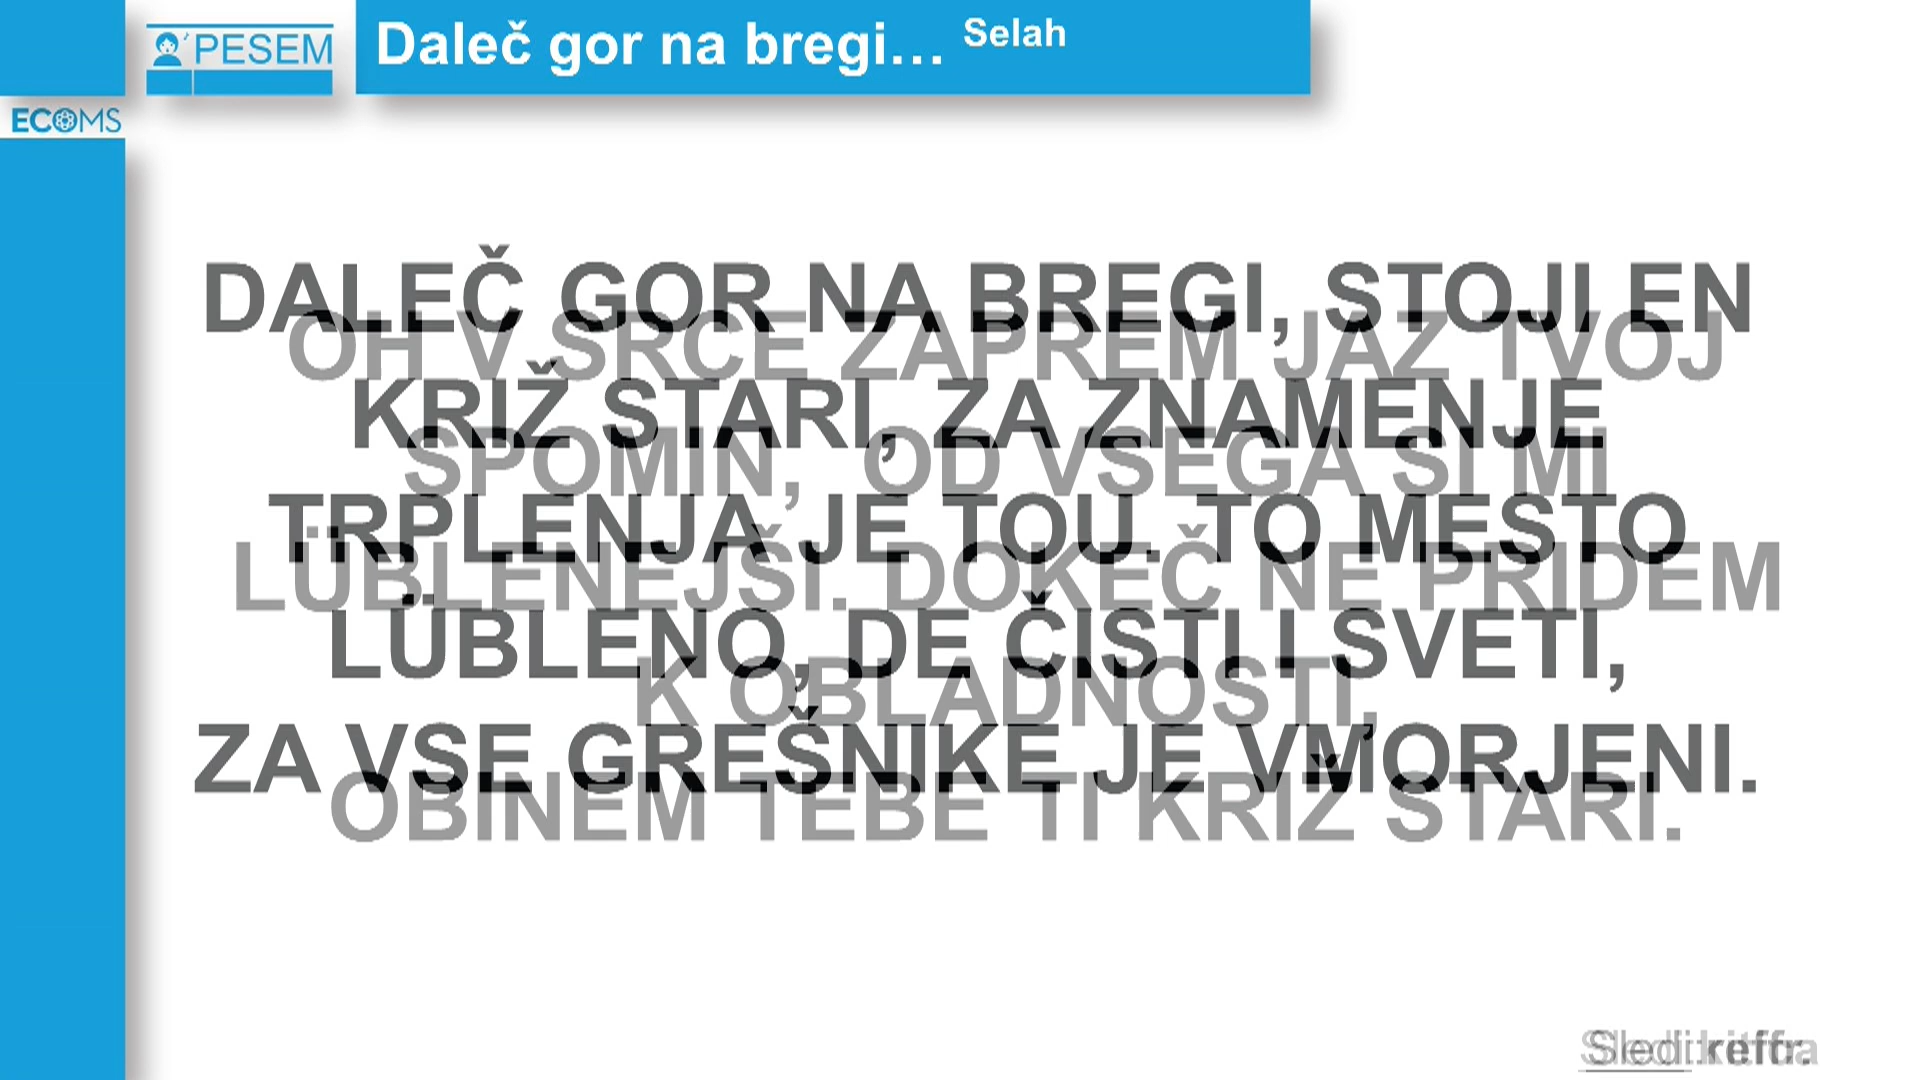 PESEM
Daleč gor na bregi... Selah
ECOMS
DALEČ GOR NA BREGI, STOJI EN
KRIŽ STARI, ZA ZNAMENJE
TRPLENJA JE TOU. TO MESTO
LÜBLENO, DE ČISTI I SVETI,
ZA VSE GREŠNIKE JE VMORJENI.
OH V SRCE ZAPREM JAZ TVOJ
SPOMIN, OD VSEGA SI MI
LÜBLENEJŠI. DOKEČ NE PRIDEM
K OBLADNOSTI,
OBINEM TEBE TI KRIŽ STARI.
Sledi